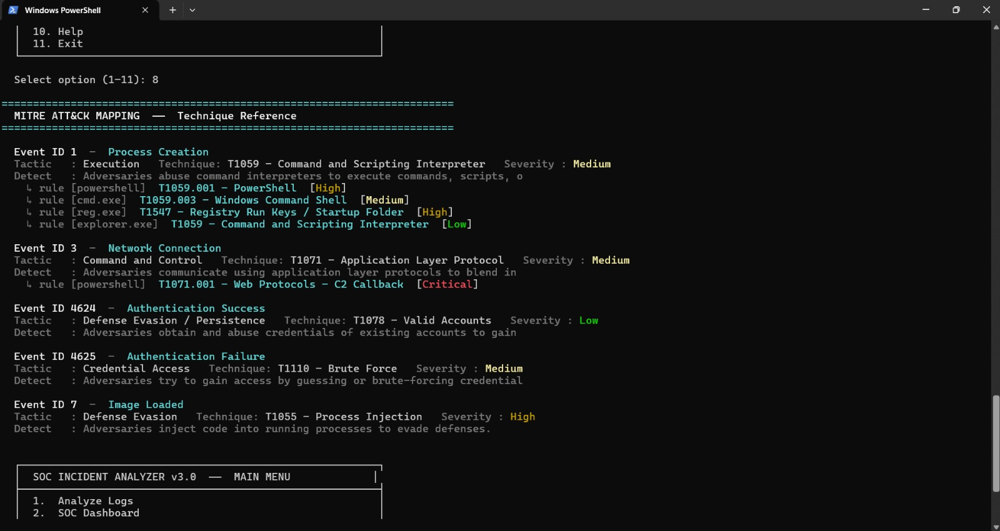 Windows PowerShell
10. Help
11. Exit
Select option (1-11): 8
========================================================================
MITRE ATT&CK MAPPING — Technique Reference
========================================================================
Event ID 1 - Process Creation
Tactic : Execution Technique: T1059 - Command and Scripting Interpreter Severity : Medium
Detect : Adversaries abuse command interpreters to execute commands, scripts, o
↳ rule [powershell] T1059.001 - PowerShell [High]
↳ rule [cmd.exe] T1059.003 - Windows Command Shell [Medium]
↳ rule [reg.exe] T1547 - Registry Run Keys / Startup Folder [High]
↳ rule [explorer.exe] T1059 - Command and Scripting Interpreter [Low]
Event ID 3 - Network Connection
Tactic : Command and Control Technique: T1071 - Application Layer Protocol Severity : Medium
Detect : Adversaries communicate using application layer protocols to blend in
↳ rule [powershell] T1071.001 - Web Protocols - C2 Callback [Critical]
Event ID 4624 - Authentication Success
Tactic : Defense Evasion / Persistence Technique: T1078 - Valid Accounts Severity : Low
Detect : Adversaries obtain and abuse credentials of existing accounts to gain
Event ID 4625 - Authentication Failure
Tactic : Credential Access Technique: T1110 - Brute Force Severity : Medium
Detect : Adversaries try to gain access by guessing or brute-forcing credential
Event ID 7 - Image Loaded
Tactic : Defense Evasion Technique: T1055 - Process Injection Severity : High
Detect : Adversaries inject code into running processes to evade defenses.
SOC INCIDENT ANALYZER v3.0 — MAIN MENU
1. Analyze Logs
2. SOC Dashboard